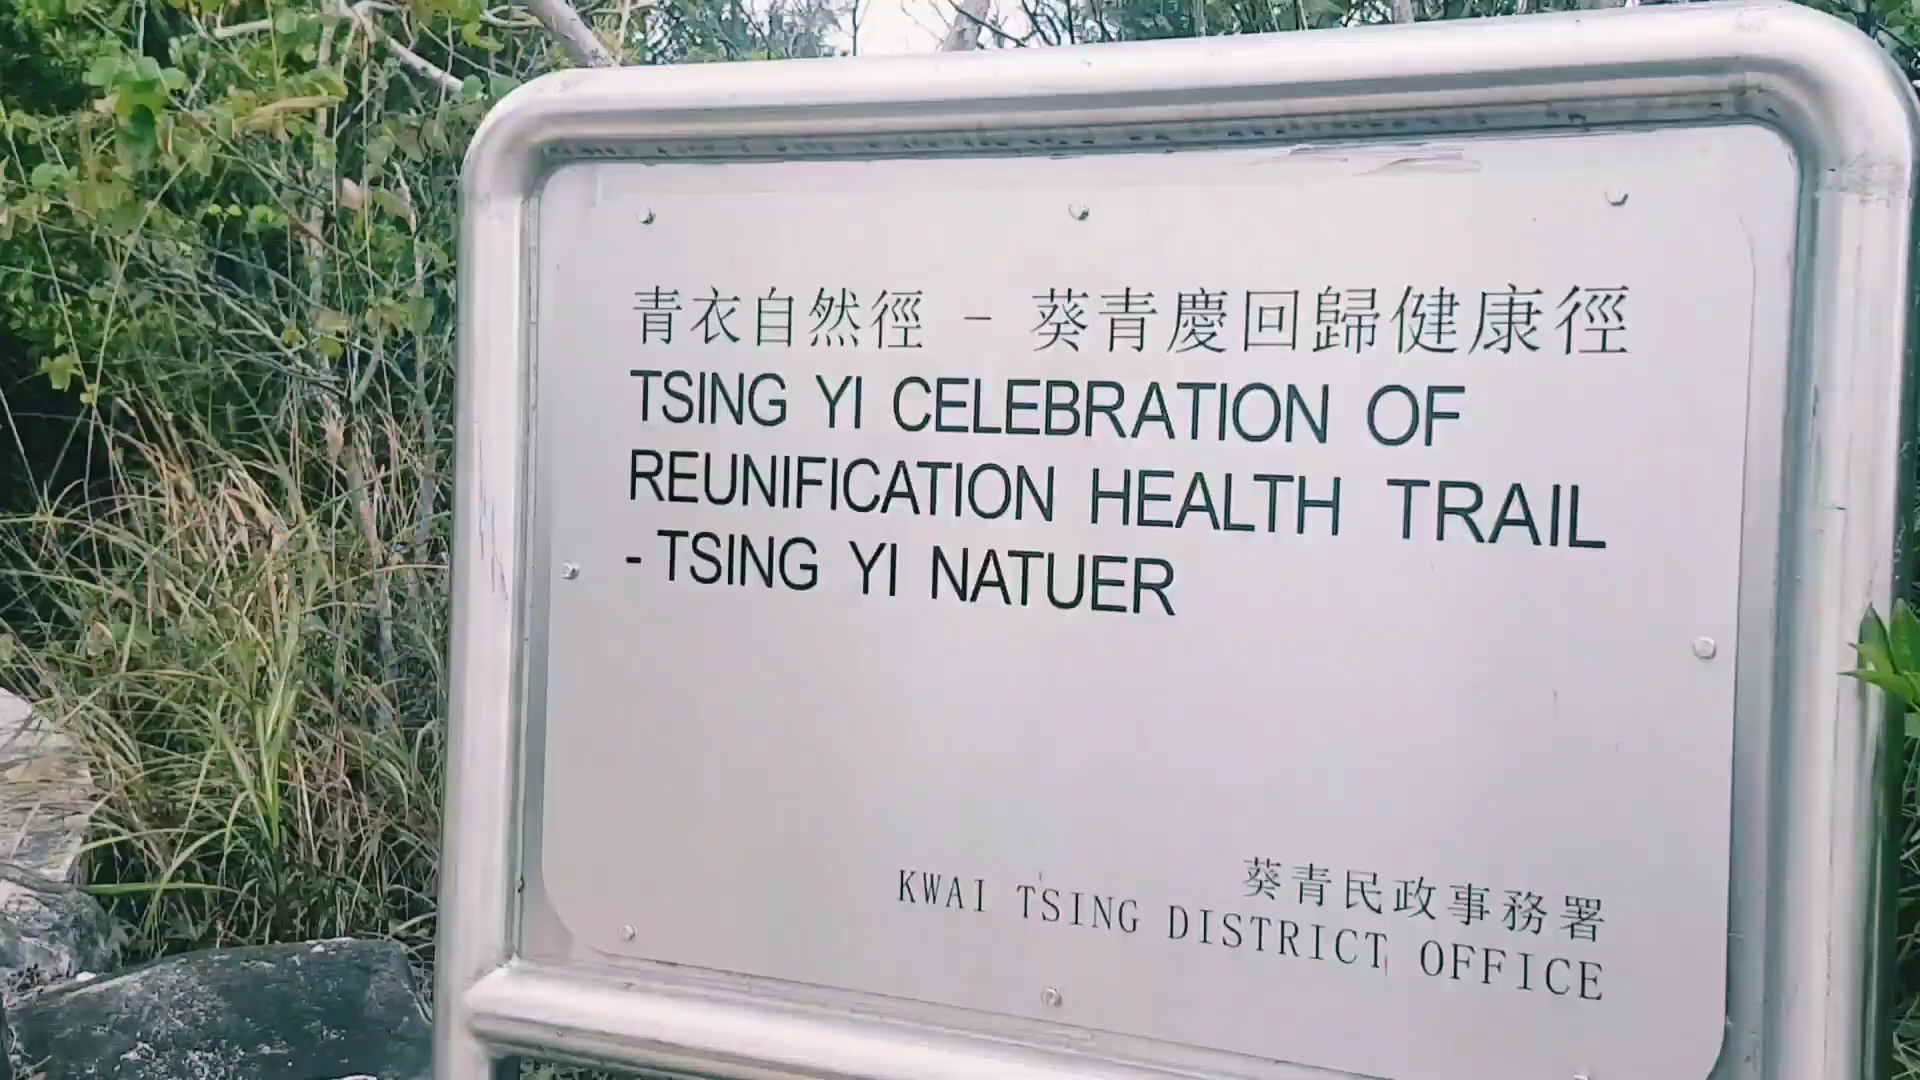 青衣自然徑 - 葵青慶回歸健康徑
TSING YI CELEBRATION OF
REUNIFICATION HEALTH TRAIL
- TSING YI NATUER
葵青民政事務署
KWAI TSING DISTRICT OFFICE